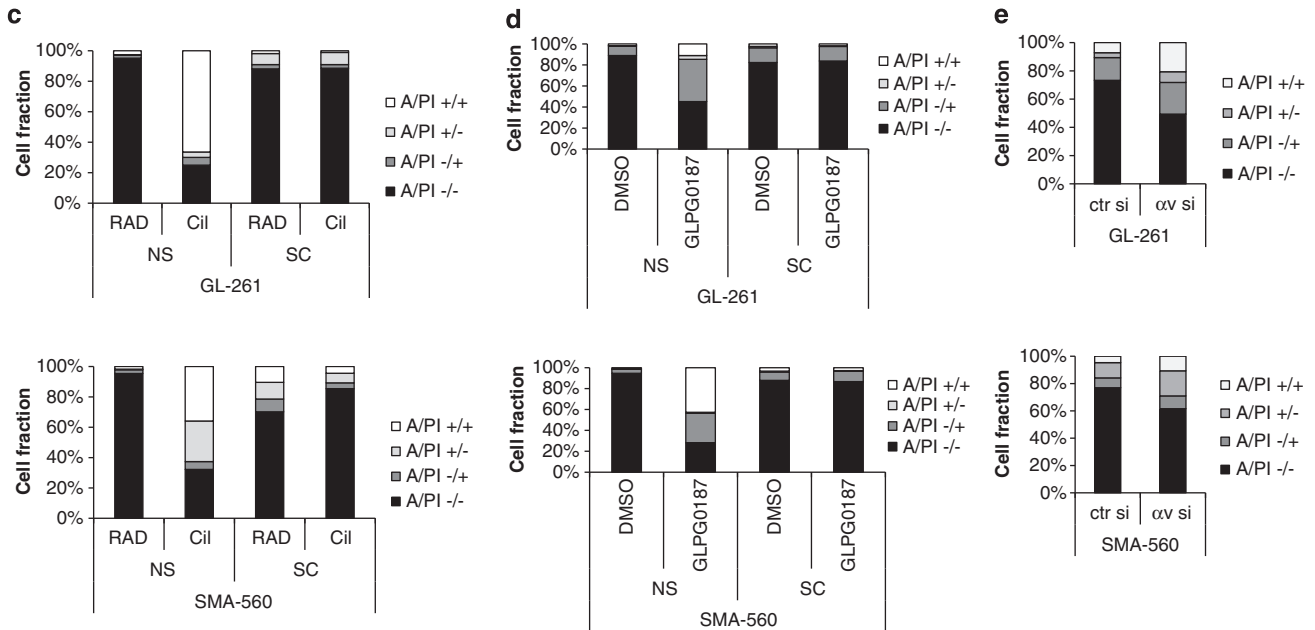 c
Cell fraction
100%
80%
60%
40%
20%
0%
RAD Cil RAD Cil
NS SC
GL-261
A/PI +/+
A/PI +/-
A/PI -/+
A/PI -/-
Cell fraction
100%
80%
60%
40%
20%
0%
RAD Cil RAD Cil
NS SC
SMA-560
A/PI +/+
A/PI +/-
A/PI -/+
A/PI -/-
d
Cell fraction
100%
80%
60%
40%
20%
0%
DMSO GLPG0187 DMSO GLPG0187
NS SC
GL-261
A/PI +/+
A/PI +/-
A/PI -/+
A/PI -/-
Cell fraction
100%
80%
60%
40%
20%
0%
DMSO GLPG0187 DMSO GLPG0187
NS SC
SMA-560
A/PI +/+
A/PI +/-
A/PI -/+
A/PI -/-
e
Cell fraction
100%
80%
60%
40%
20%
0%
ctr si αv si
GL-261
A/PI +/+
A/PI +/-
A/PI -/+
A/PI -/-
Cell fraction
100%
80%
60%
40%
20%
0%
ctr si αv si
SMA-560
A/PI +/+
A/PI +/-
A/PI -/+
A/PI -/-